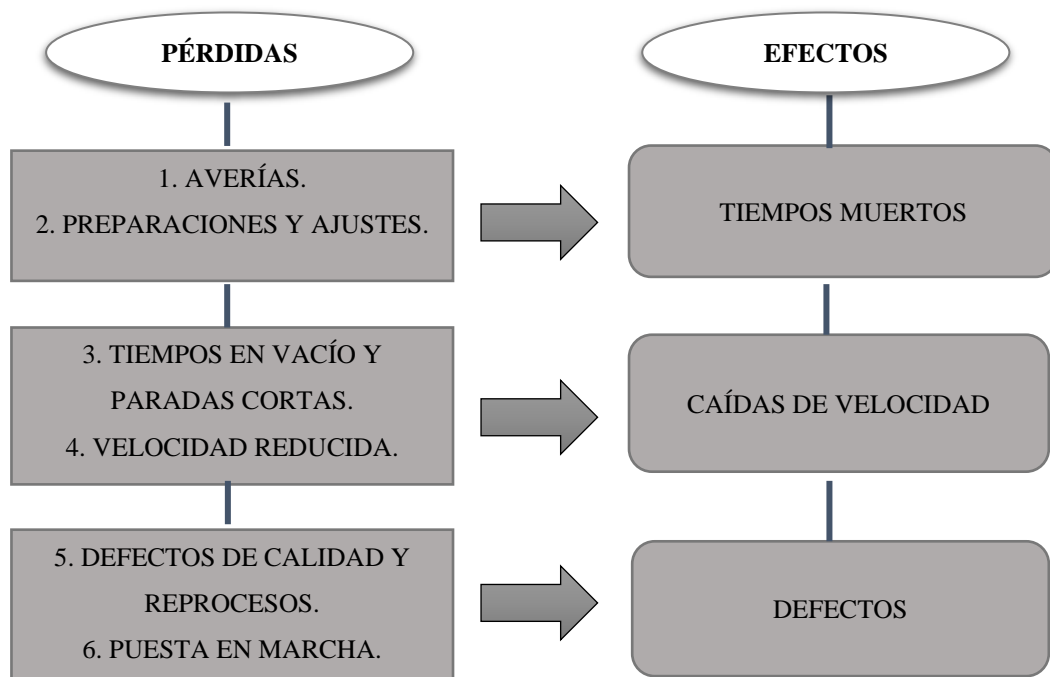 PÉRDIDAS
EFECTOS
1. AVERÍAS.
2. PREPARACIONES Y AJUSTES.
TIEMPOS MUERTOS
3. TIEMPOS EN VACÍO Y
PARADAS CORTAS.
4. VELOCIDAD REDUCIDA.
CAÍDAS DE VELOCIDAD
5. DEFECTOS DE CALIDAD Y
REPROCESOS.
6. PUESTA EN MARCHA.
DEFECTOS